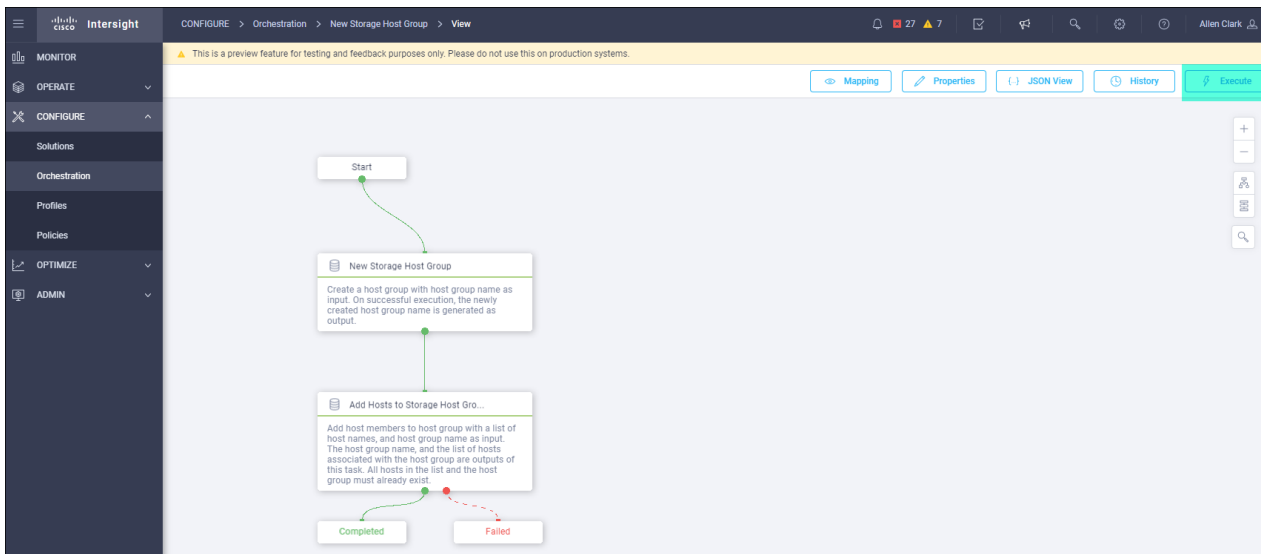 cisco Intersight
CONFIGURE > Orchestration > New Storage Host Group > View
27 7
Allen Clark
This is a preview feature for testing and feedback purposes only. Please do not use this on production systems.
Mapping
Properties
{..} JSON View
History
Execute
MONITOR
OPERATE
CONFIGURE
Solutions
Orchestration
Profiles
Policies
OPTIMIZE
ADMIN
Start
New Storage Host Group
Create a host group with host group name as
input. On successful execution, the newly
created host group name is generated as
output.
Add Hosts to Storage Host Gro...
Add host members to host group with a list of
host names, and host group name as input.
The host group name, and the list of hosts
associated with the host group are outputs of
this task. All hosts in the list and the host
group must already exist.
Completed
Failed